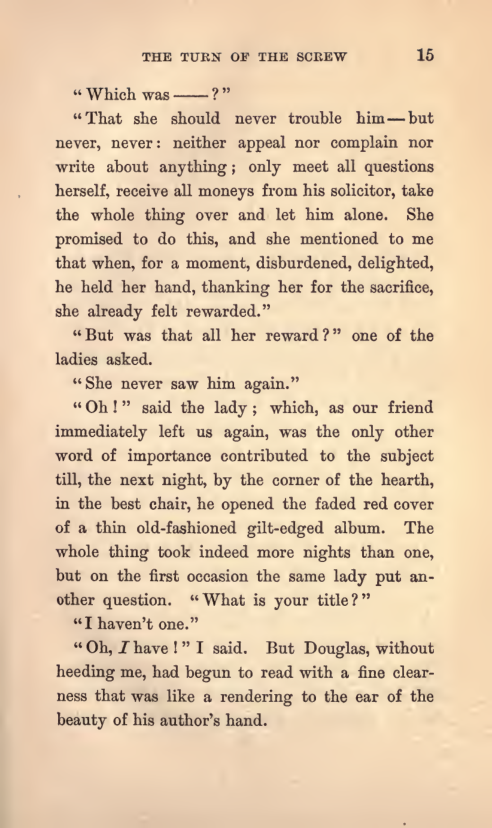 THE TURN OF THE SCREW 15
“ Which was —— ? ”
“ That she should never trouble him — but
never, never : neither appeal nor complain nor
write about anything ; only meet all questions
herself, receive all moneys from his solicitor, take
the whole thing over and let him alone. She
promised to do this, and she mentioned to me
that when, for a moment, disburdened, delighted,
he held her hand, thanking her for the sacrifice,
she already felt rewarded.”
“ But was that all her reward ? ” one of the
ladies asked.
“ She never saw him again.”
“ Oh ! ” said the lady ; which, as our friend
immediately left us again, was the only other
word of importance contributed to the subject
till, the next night, by the corner of the hearth,
in the best chair, he opened the faded red cover
of a thin old-fashioned gilt-edged album. The
whole thing took indeed more nights than one,
but on the first occasion the same lady put an-
other question. “ What is your title ? ”
“ I haven’t one.”
“ Oh, I have ! ” I said. But Douglas, without
heeding me, had begun to read with a fine clear-
ness that was like a rendering to the ear of the
beauty of his author’s hand.